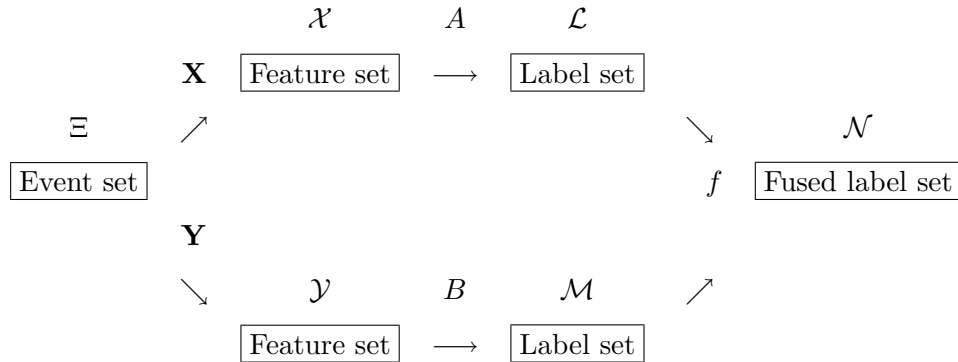 𝒳 A ℒ
𝐗 Feature set ⟶ Label set
Ξ ↗ ↘ 𝒩
Event set f Fused label set
𝐘
↘ 𝒴 B ℳ ↗
Feature set ⟶ Label set